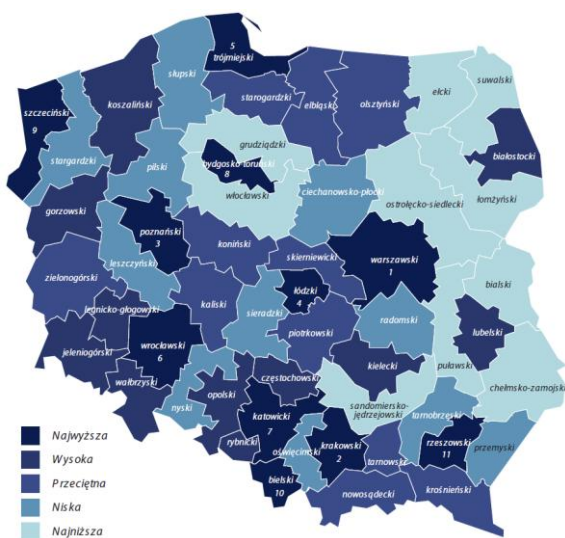 5
trójmiejski
słupski
koszaliński
szczeciński
9
stargardzki
starogardzki
elbląski
olsztyński
ełcki
suwalski
białostocki
grudziądzki
bydgosko-toruński
8
włocławski
pilski
ciechanowsko-płocki
ostrołęcko-siedlecki
łomżyński
gorzowski
poznański
3
koniński
skierniewicki
warszawski
1
zielonogórski
leszczyński
kaliski
sieradzki
łódzki
4
bialski
legnicko-głogowski
piotrkowski
radomski
lubelski
jeleniogórski
wrocławski
6
puławski
wałbrzyski
nyski
opolski
częstochowski
kielecki
chełmsko-zamojski
sandomiersko-
jędrzejowski
tarnobrzeski
rybnicki
katowicki
7
oświęcimski
krakowski
2
tarnowski
rzeszowski
11
przemyski
bielski
10
nowosądecki
krośnieński
Najwyższa
Wysoka
Przeciętna
Niska
Najniższa